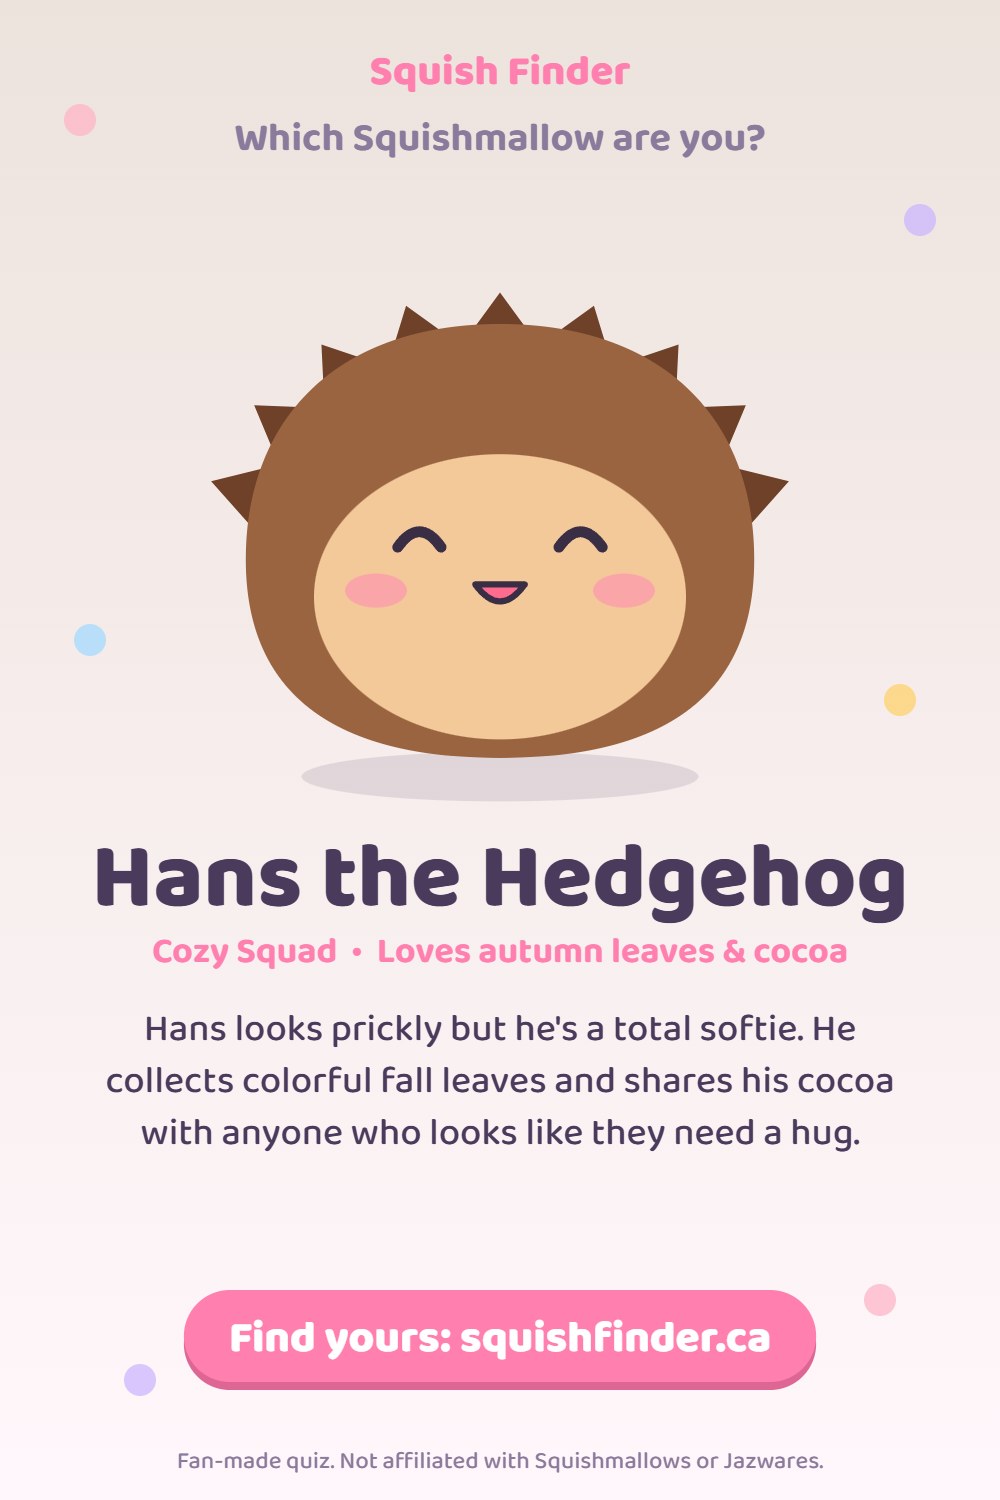 Squish Finder
Which Squishmallow are you?
Hans the Hedgehog
Cozy Squad • Loves autumn leaves & cocoa
Hans looks prickly but he's a total softie. He
collects colorful fall leaves and shares his cocoa
with anyone who looks like they need a hug.
Find yours: squishfinder.ca
Fan-made quiz. Not affiliated with Squishmallows or Jazwares.